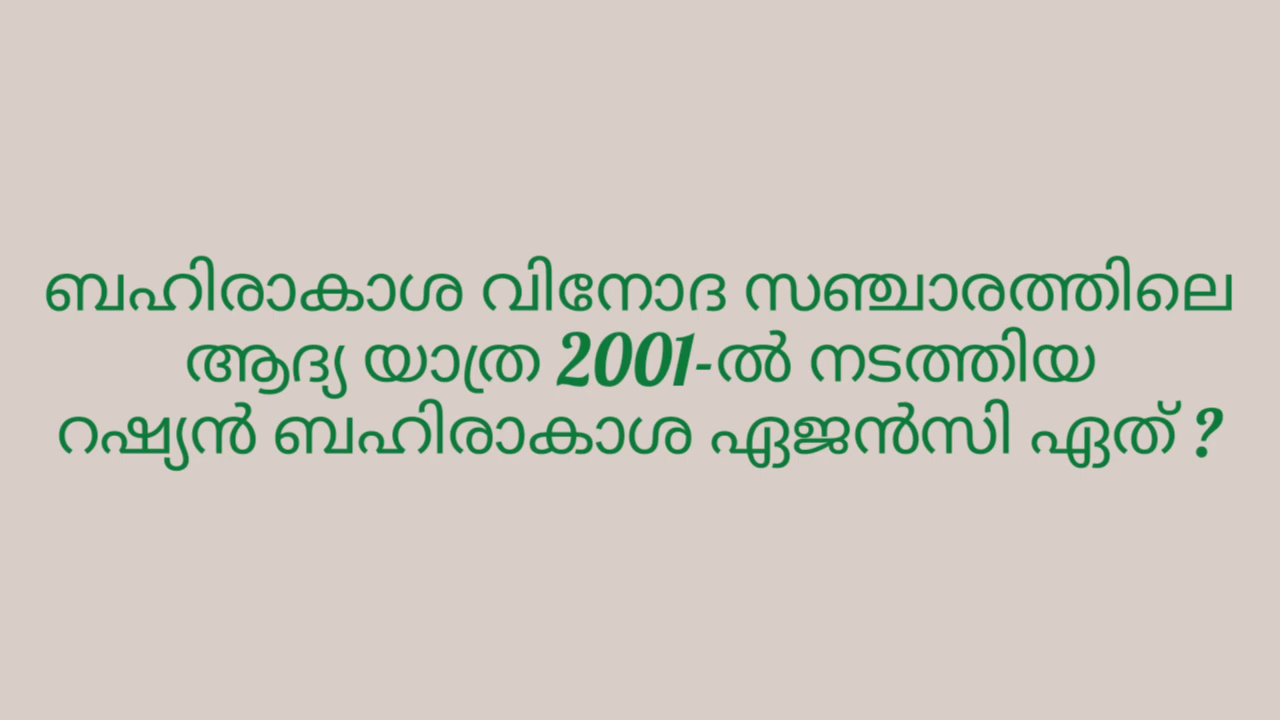 ബഹിരാകാശ വിനോദ സഞ്ചാരത്തിലെ
ആദ്യ യാത്ര 2001-ൽ നടത്തിയ
റഷ്യൻ ബഹിരാകാശ ഏജൻസി ഏത് ?